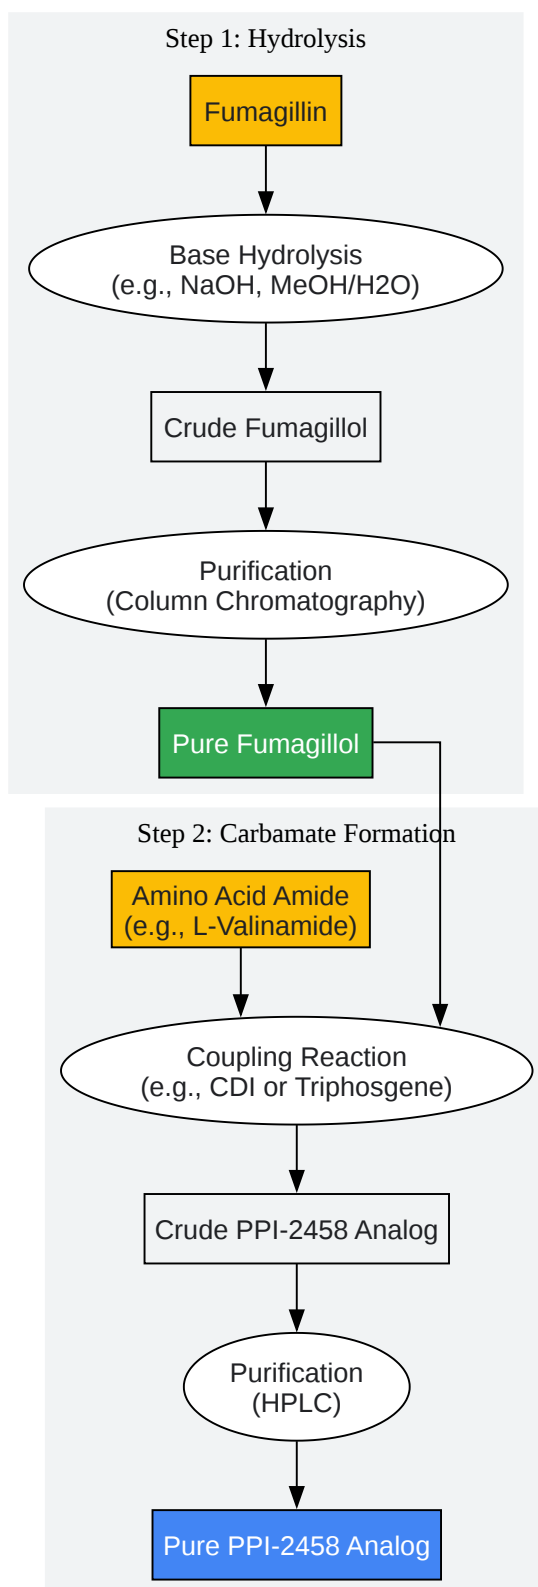 Step 1: Hydrolysis
Fumagillin
Base Hydrolysis
(e.g., NaOH, MeOH/H2O)
Crude Fumagillol
Purification
(Column Chromatography)
Pure Fumagillol
Step 2: Carbamate Formation
Amino Acid Amide
(e.g., L-Valinamide)
Coupling Reaction
(e.g., CDI or Triphosgene)
Crude PPI-2458 Analog
Purification
(HPLC)
Pure PPI-2458 Analog